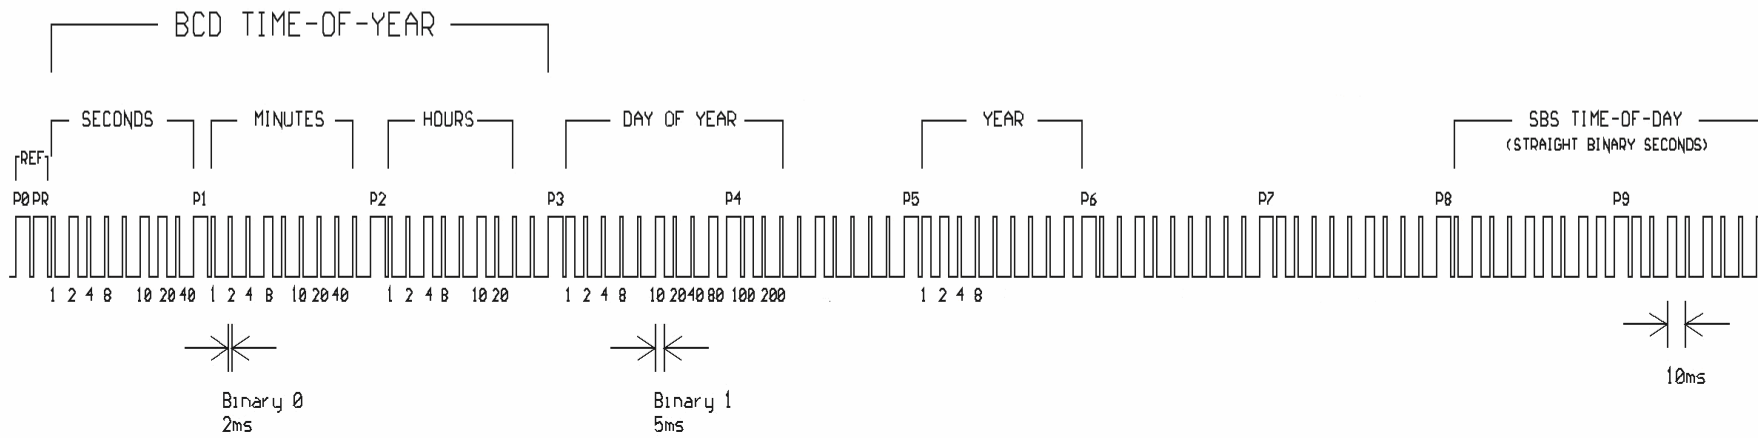 BCD TIME-OF-YEAR
SECONDS MINUTES HOURS DAY OF YEAR YEAR SBS TIME-OF-DAY
(STRAIGHT BINARY SECONDS)
REF
P0 PR P1 P2 P3 P4 P5 P6 P7 P8 P9
1 2 4 8 10 20 40 1 2 4 8 10 20 40 1 2 4 8 10 20 1 2 4 8 10 20 40 80 100 200 1 2 4 8
10ms
Binary 0 Binary 1
2ms 5ms